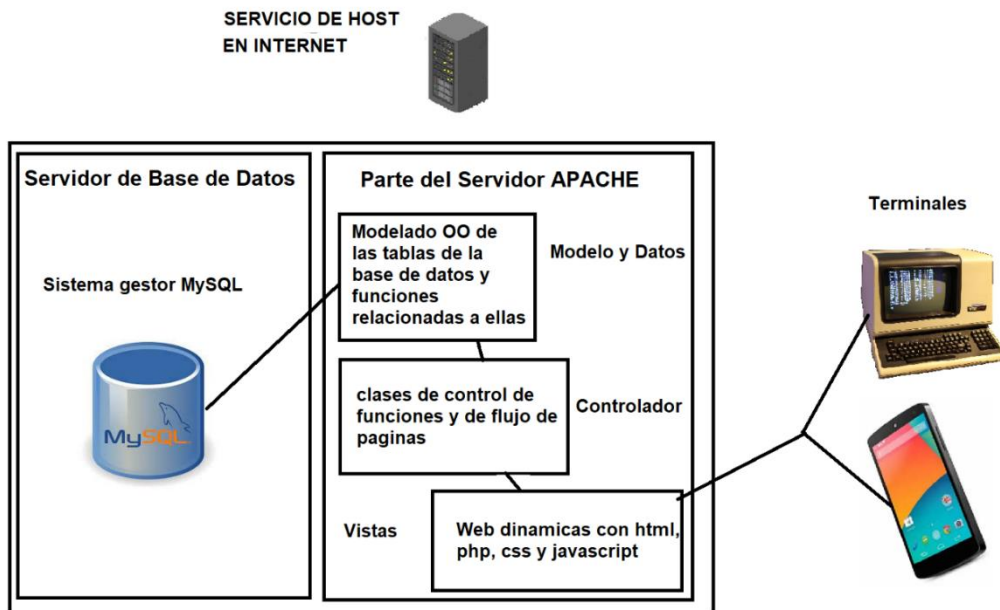 SERVICIO DE HOST
EN INTERNET
Servidor de Base de Datos
Sistema gestor MySQL
MySQL
Parte del Servidor APACHE
Modelado OO de
las tablas de la
base de datos y
funciones
relacionadas a ellas
Modelo y Datos
clases de control de
funciones y de flujo de
paginas
Controlador
Vistas
Web dinamicas con html,
php, css y javascript
Terminales